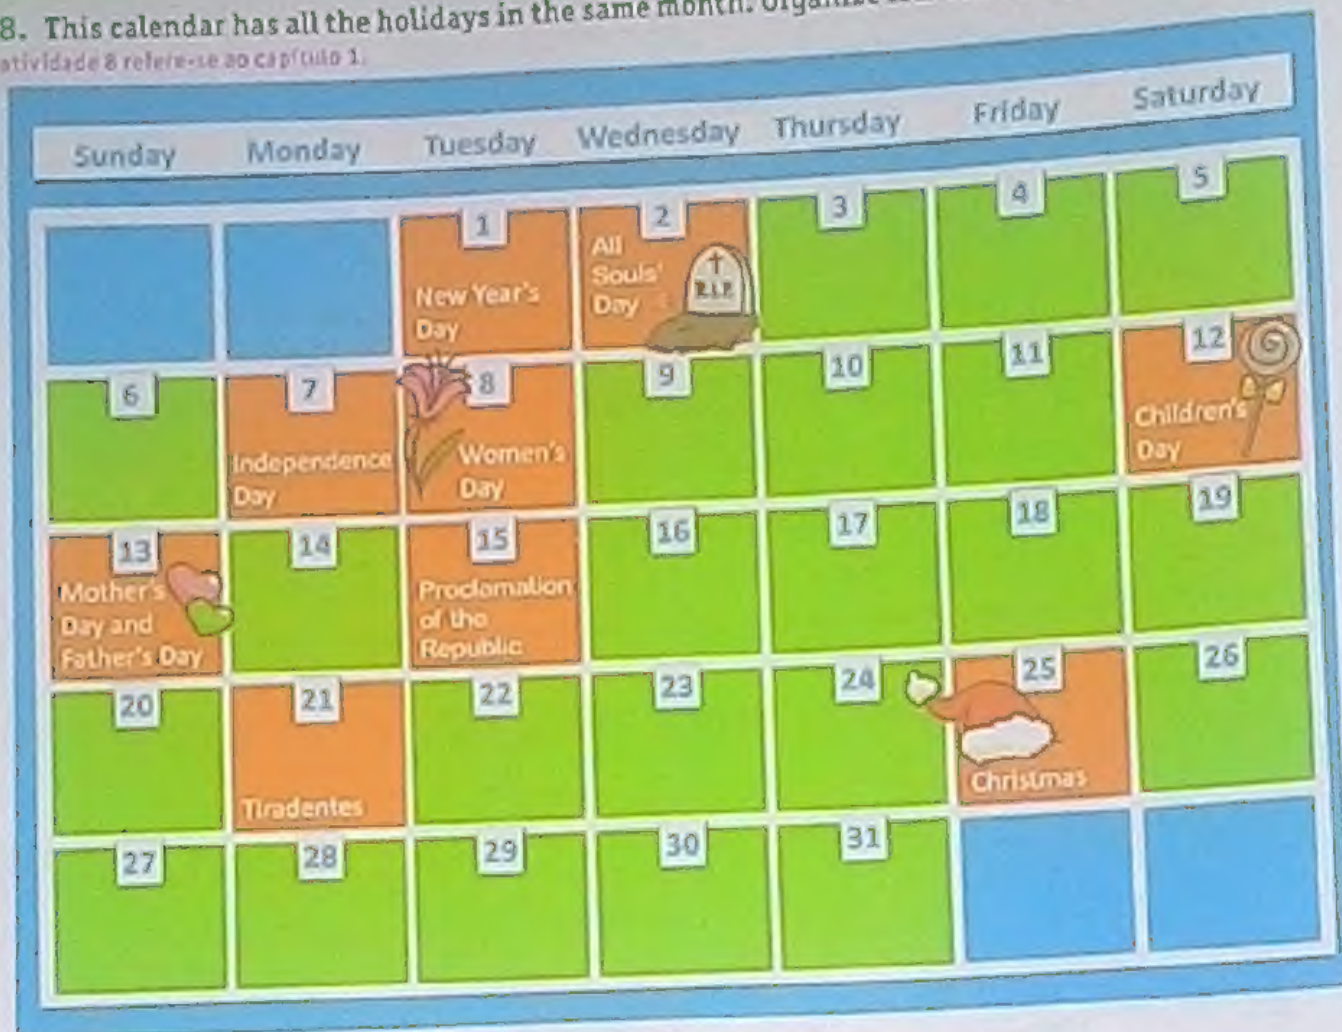 8. This calendar has all the holidays in the same month. Organize
atividade 8 refere-se ao capítulo 1.
Sunday Monday Tuesday Wednesday Thursday Friday Saturday
1 2 3 4 5
New Year's
Day
All
Souls'
Day
R.I.P.
6 7 8 9 10 11 12
Independence
Day
Women's
Day
Children's
Day
13 14 15 16 17 18 19
Mother's
Day and
Father's Day
Proclamation
of the
Republic
20 21 22 23 24 25 26
Tiradentes
Christmas
27 28 29 30 31